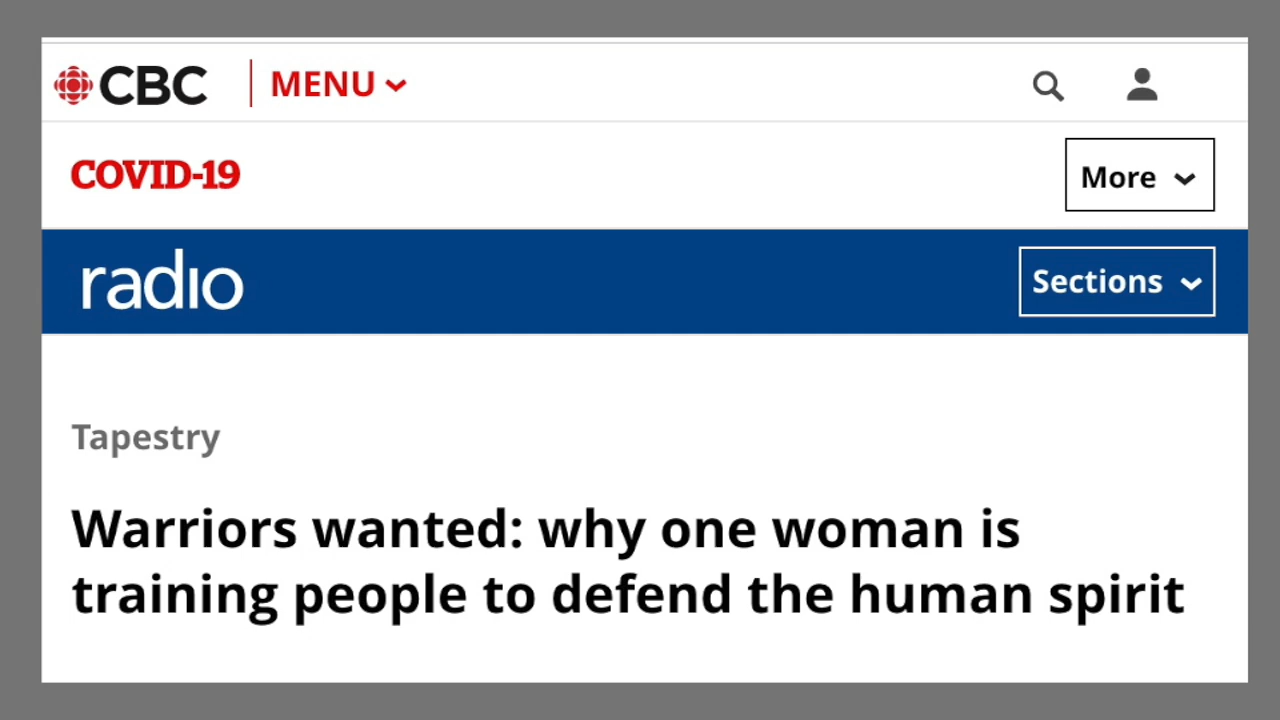 CBC MENU
COVID-19 More
radio Sections
Tapestry
Warriors wanted: why one woman is
training people to defend the human spirit